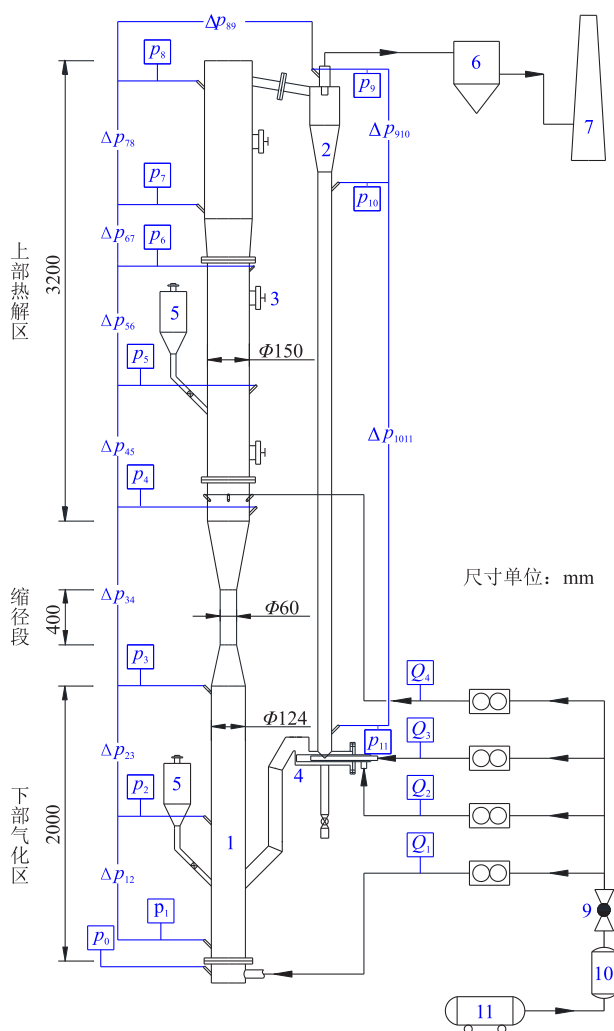 Δp89
p8
p9
6
7
2
Δp78
Δp910
p7
p10
p6
Δp67
上部热解区
3200
3
5
Δp56
Φ150
p5
Δp1011
Δp45
p4
尺寸单位：mm
缩径段
400
Δp34
Φ60
p3
Q4
Φ124
p11
Q3
Δp23
5
4
p2
Q2
下部气化区
2000
1
Q1
Δp12
9
p1
p0
10
11